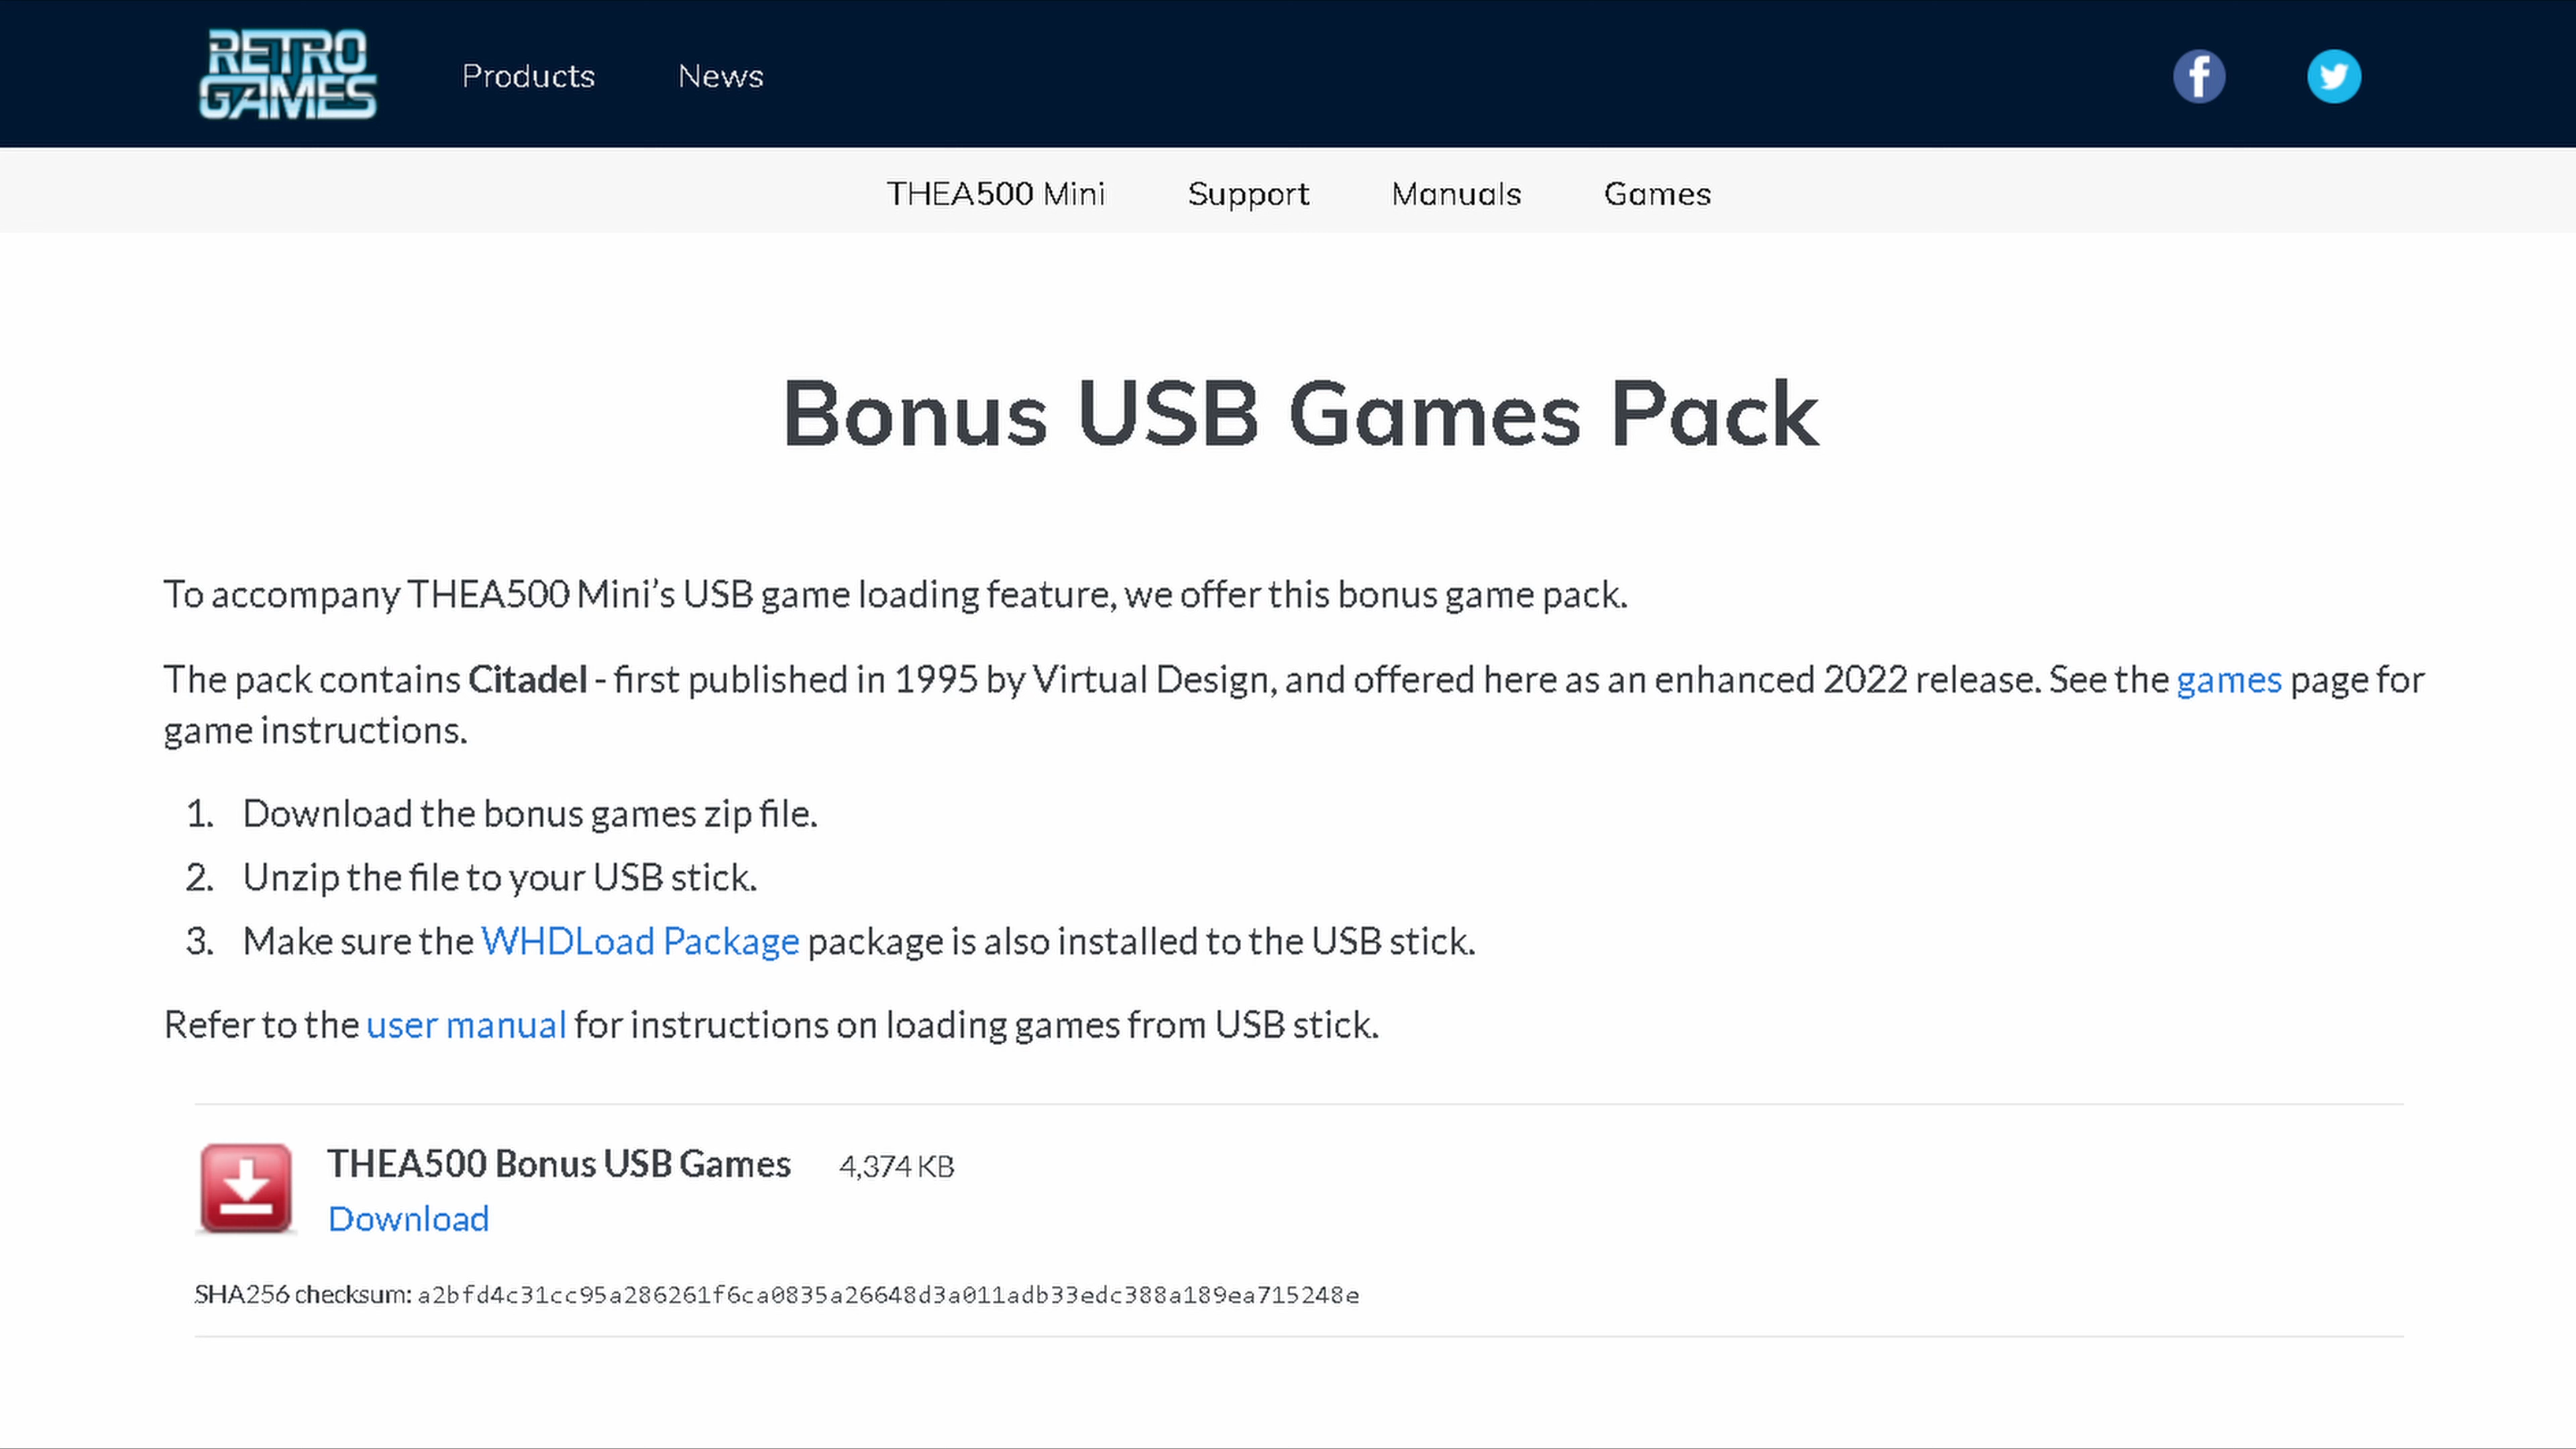 RETRO GAMES
Products
News
THEA500 Mini
Support
Manuals
Games
Bonus USB Games Pack
To accompany THEA500 Mini’s USB game loading feature, we offer this bonus game pack.
The pack contains Citadel - first published in 1995 by Virtual Design, and offered here as an enhanced 2022 release. See the games page for
game instructions.
1. Download the bonus games zip file.
2. Unzip the file to your USB stick.
3. Make sure the WHDLoad Package package is also installed to the USB stick.
Refer to the user manual for instructions on loading games from USB stick.
THEA500 Bonus USB Games 4,374 KB
Download
SHA256 checksum: a2bfd4c31cc95a286261f6ca0835a26648d3a011adb33edc388a189ea715248e